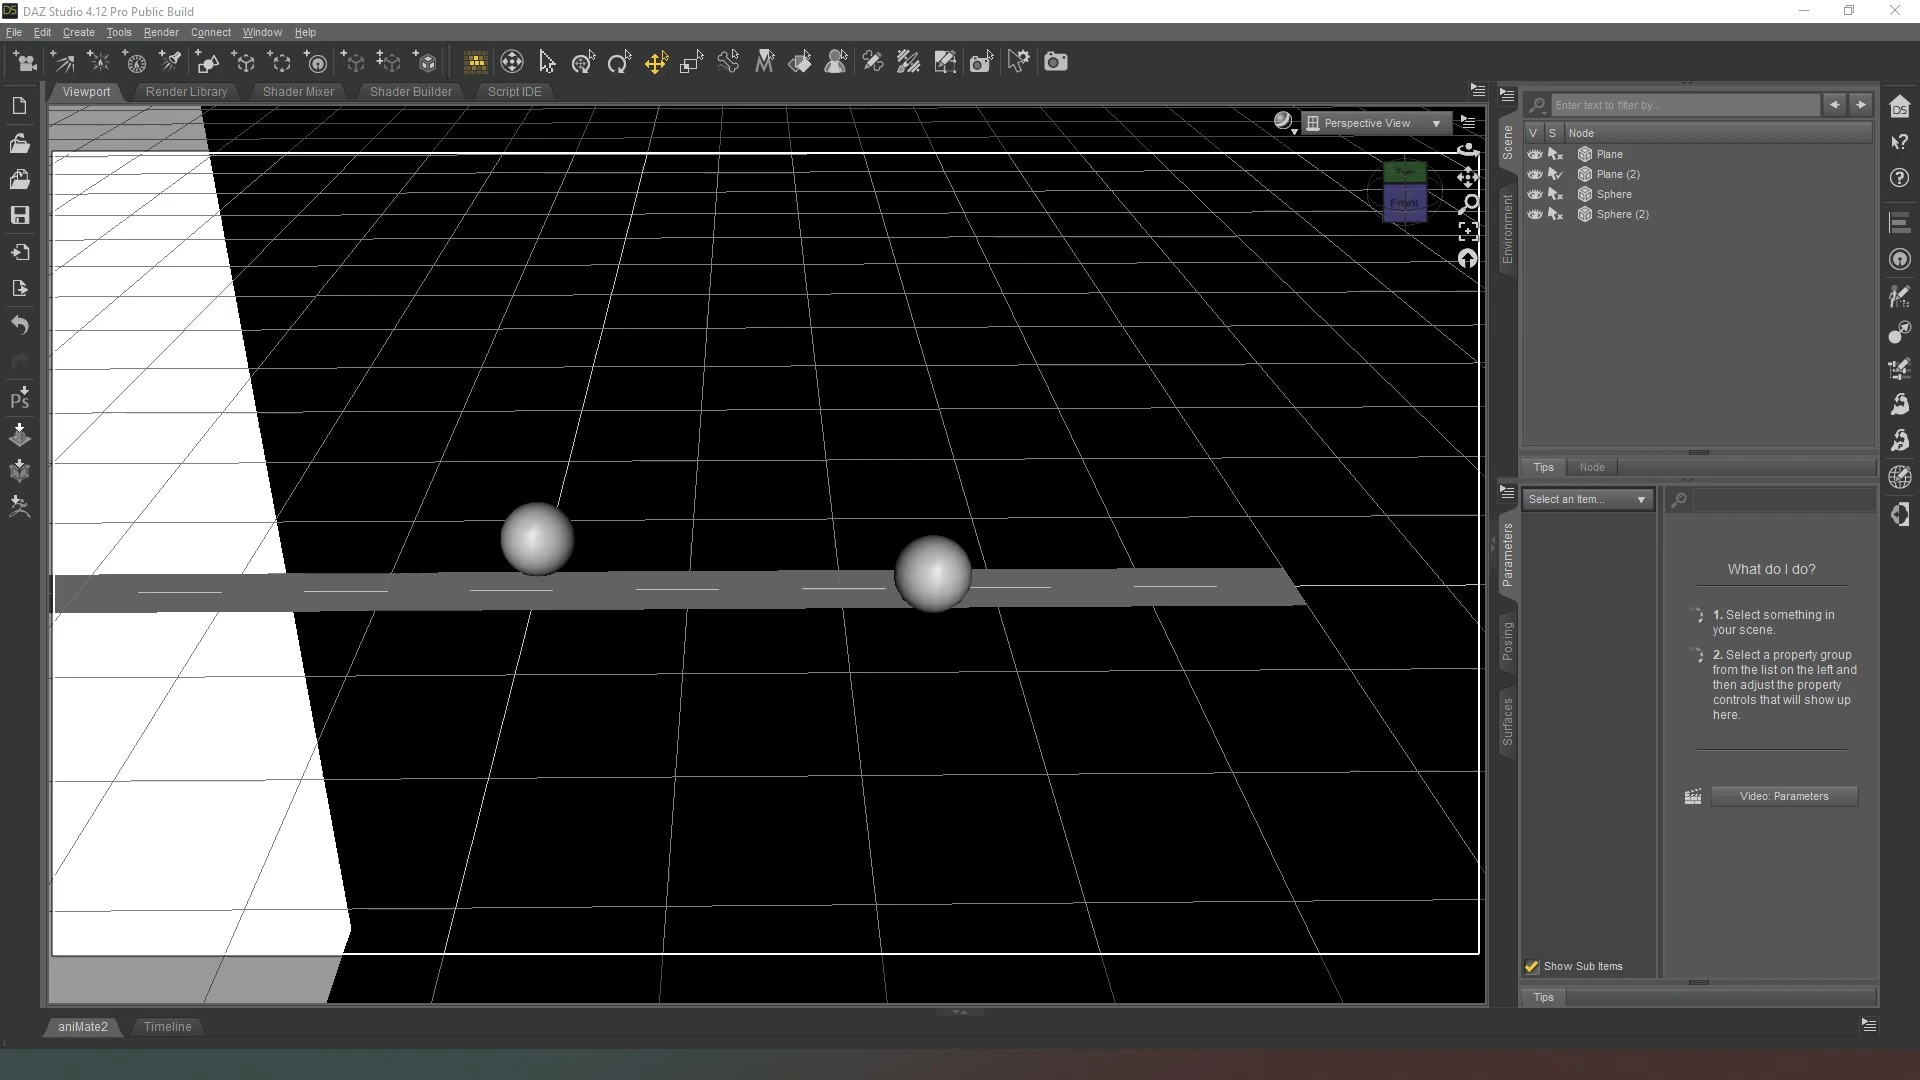 DS DAZ Studio 4.12 Pro Public Build
File Edit Create Tools Render Connect Window Help
Viewport Render Library Shader Mixer Shader Builder Script IDE
Perspective View
Front
Scene
Environment
Enter text to filter by...
V S Node
Plane
Plane (2)
Sphere
Sphere (2)
Tips Node
Parameters
Posing
Surfaces
Select an Item...
What do I do?
1. Select something in
your scene.
2. Select a property group
from the list on the left and
then adjust the property
controls that will show up
here.
Video: Parameters
Show Sub Items
Tips
Ps
DS
aniMate2 Timeline